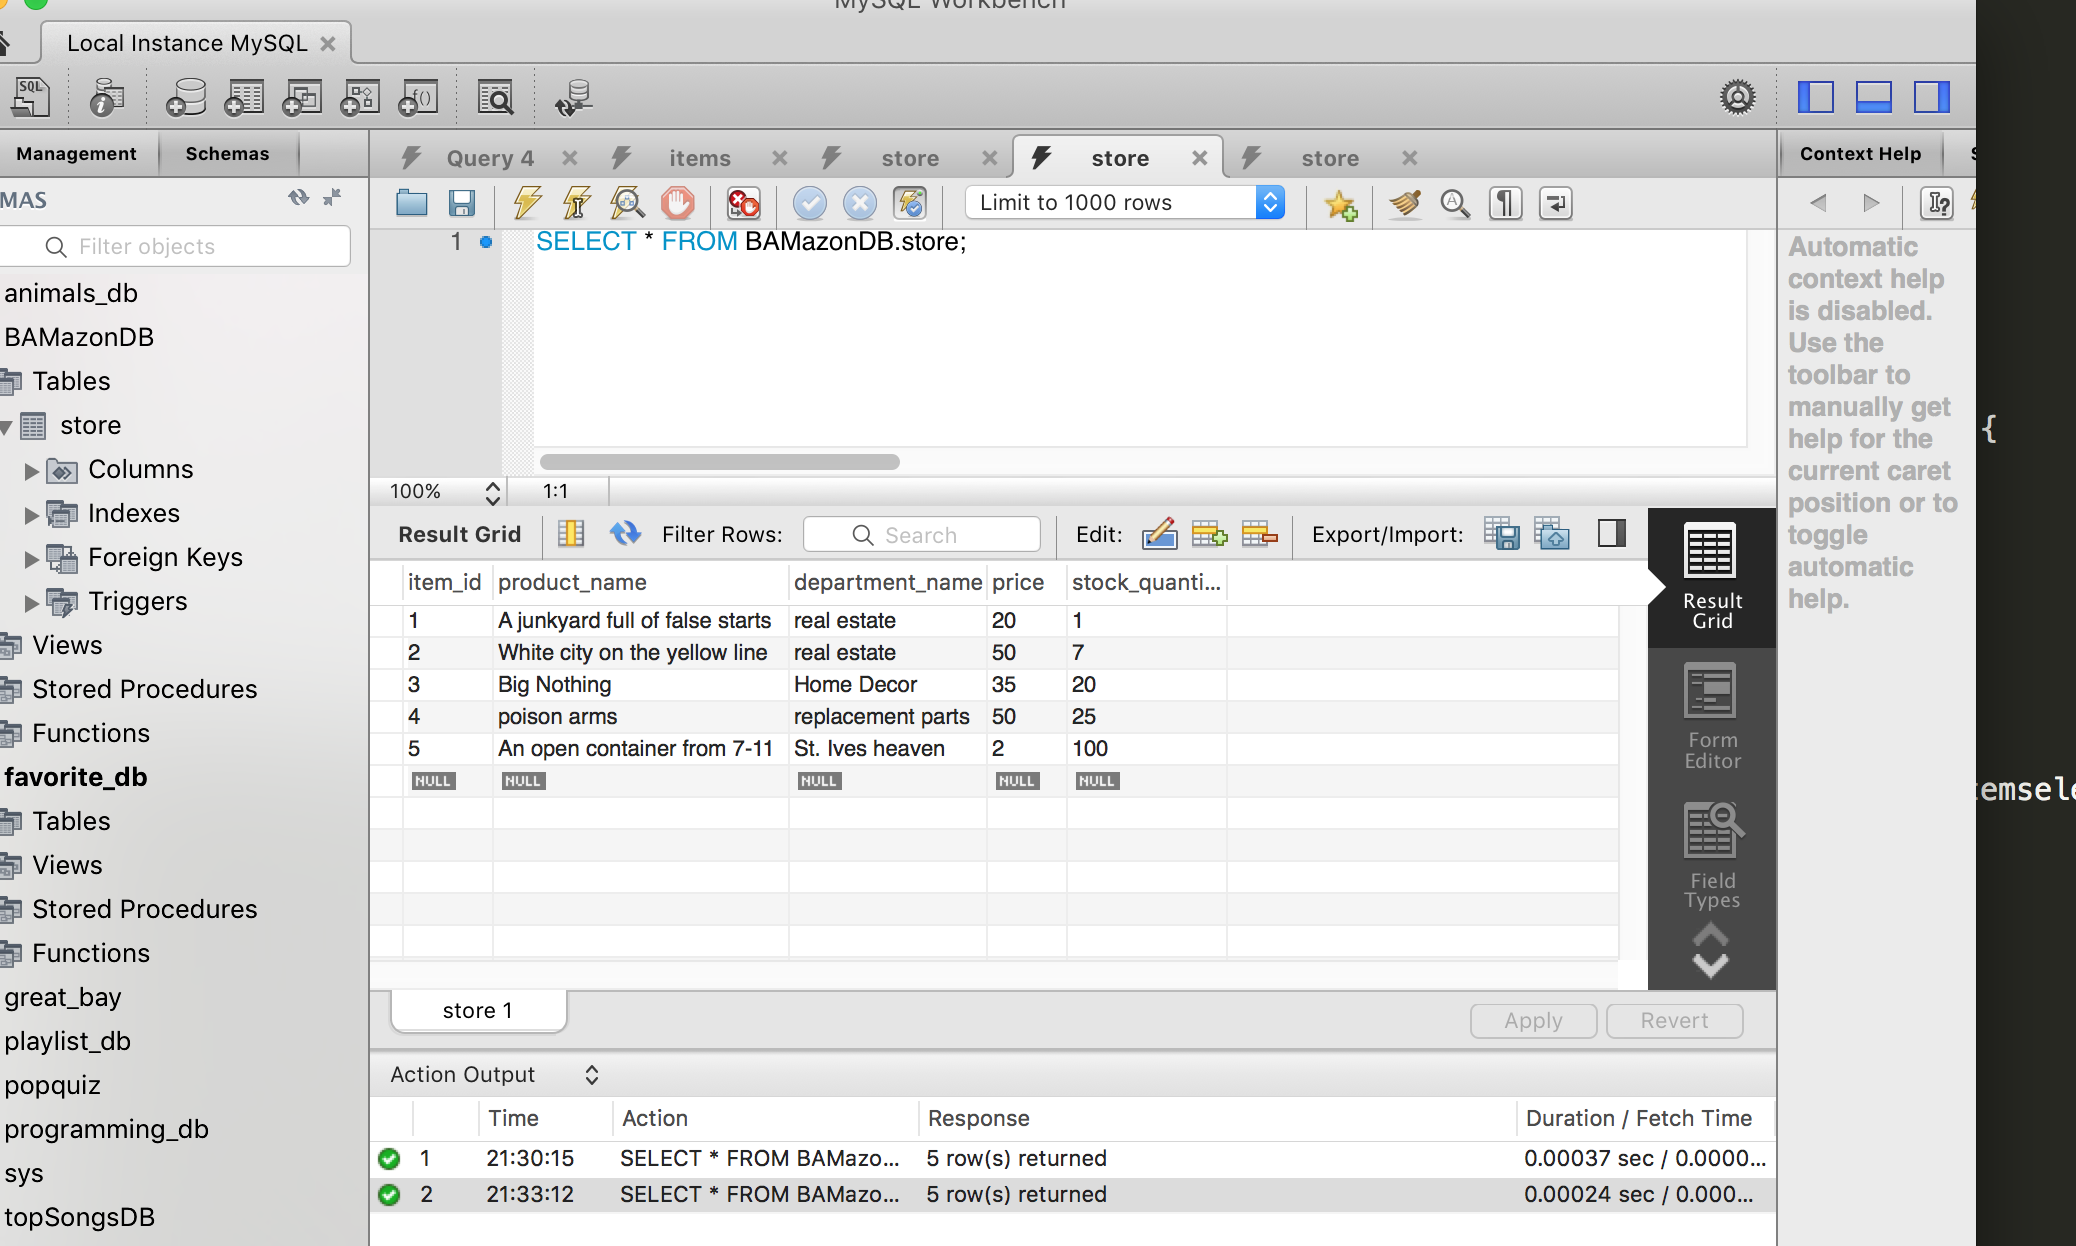 MySQL Workbench
Local Instance MySQL
SQL
Management Schemas
Query 4 items store store store
Context Help
MAS
Limit to 1000 rows
Filter objects
1 SELECT * FROM BAMazonDB.store;
animals_db
BAMazonDB
Tables
store
Columns
Indexes
Foreign Keys
Triggers
Views
Stored Procedures
Functions
favorite_db
Tables
Views
Stored Procedures
Functions
great_bay
playlist_db
popquiz
programming_db
sys
topSongsDB
100% 1:1
Result Grid Filter Rows: Search Edit: Export/Import:
item_id product_name department_name price stock_quanti...
1 A junkyard full of false starts real estate 20 1
2 White city on the yellow line real estate 50 7
3 Big Nothing Home Decor 35 20
4 poison arms replacement parts 50 25
5 An open container from 7-11 St. Ives heaven 2 100
NULL NULL NULL NULL NULL
Result
Grid
Form
Editor
Field
Types
store 1 Apply Revert
Action Output
Time Action Response Duration / Fetch Time
1 21:30:15 SELECT * FROM BAMazo... 5 row(s) returned 0.00037 sec / 0.0000...
2 21:33:12 SELECT * FROM BAMazo... 5 row(s) returned 0.00024 sec / 0.000...
Automatic
context help
is disabled.
Use the
toolbar to
manually get
help for the
current caret
position or to
toggle
automatic
help.
{
emsele